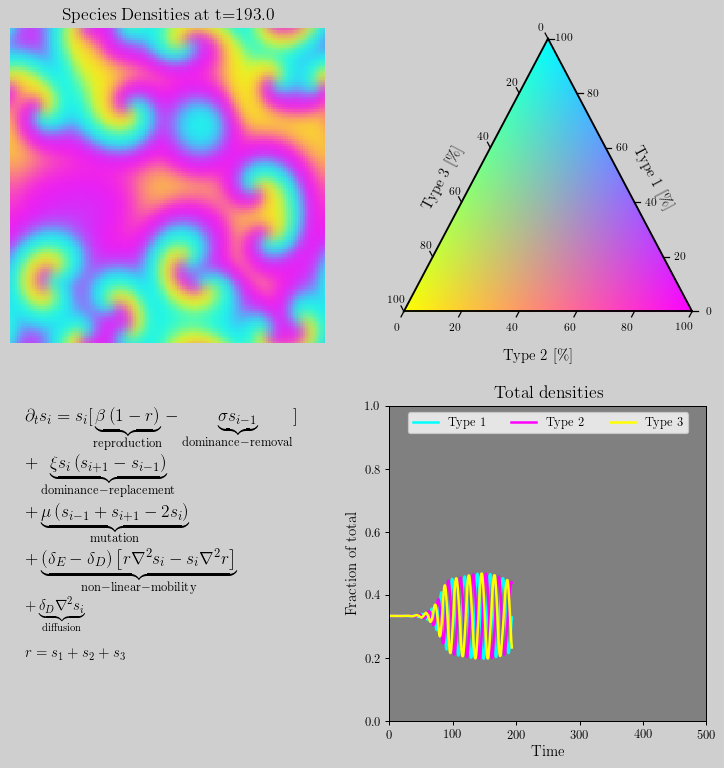 Species Densities at t=193.0
0
100
20
80
40
60
60
40
80
20
100
0
0
20
40
60
80
100
Type 3 [%]
Type 1 [%]
Type 2 [%]
∂ₜsᵢ = sᵢ[ β (1 − r) − σsᵢ₋₁ ]
reproduction dominance−removal
+ ξsᵢ (sᵢ₊₁ − sᵢ₋₁)
dominance−replacement
+ μ (sᵢ₋₁ + sᵢ₊₁ − 2sᵢ)
mutation
+ (δ_E − δ_D) [r∇²sᵢ − sᵢ∇²r]
non−linear−mobility
+ δ_D∇²sᵢ
diffusion
r = s₁ + s₂ + s₃
Total densities
Type 1 Type 2 Type 3
Fraction of total
1.0
0.8
0.6
0.4
0.2
0.0
0 100 200 300 400 500
Time